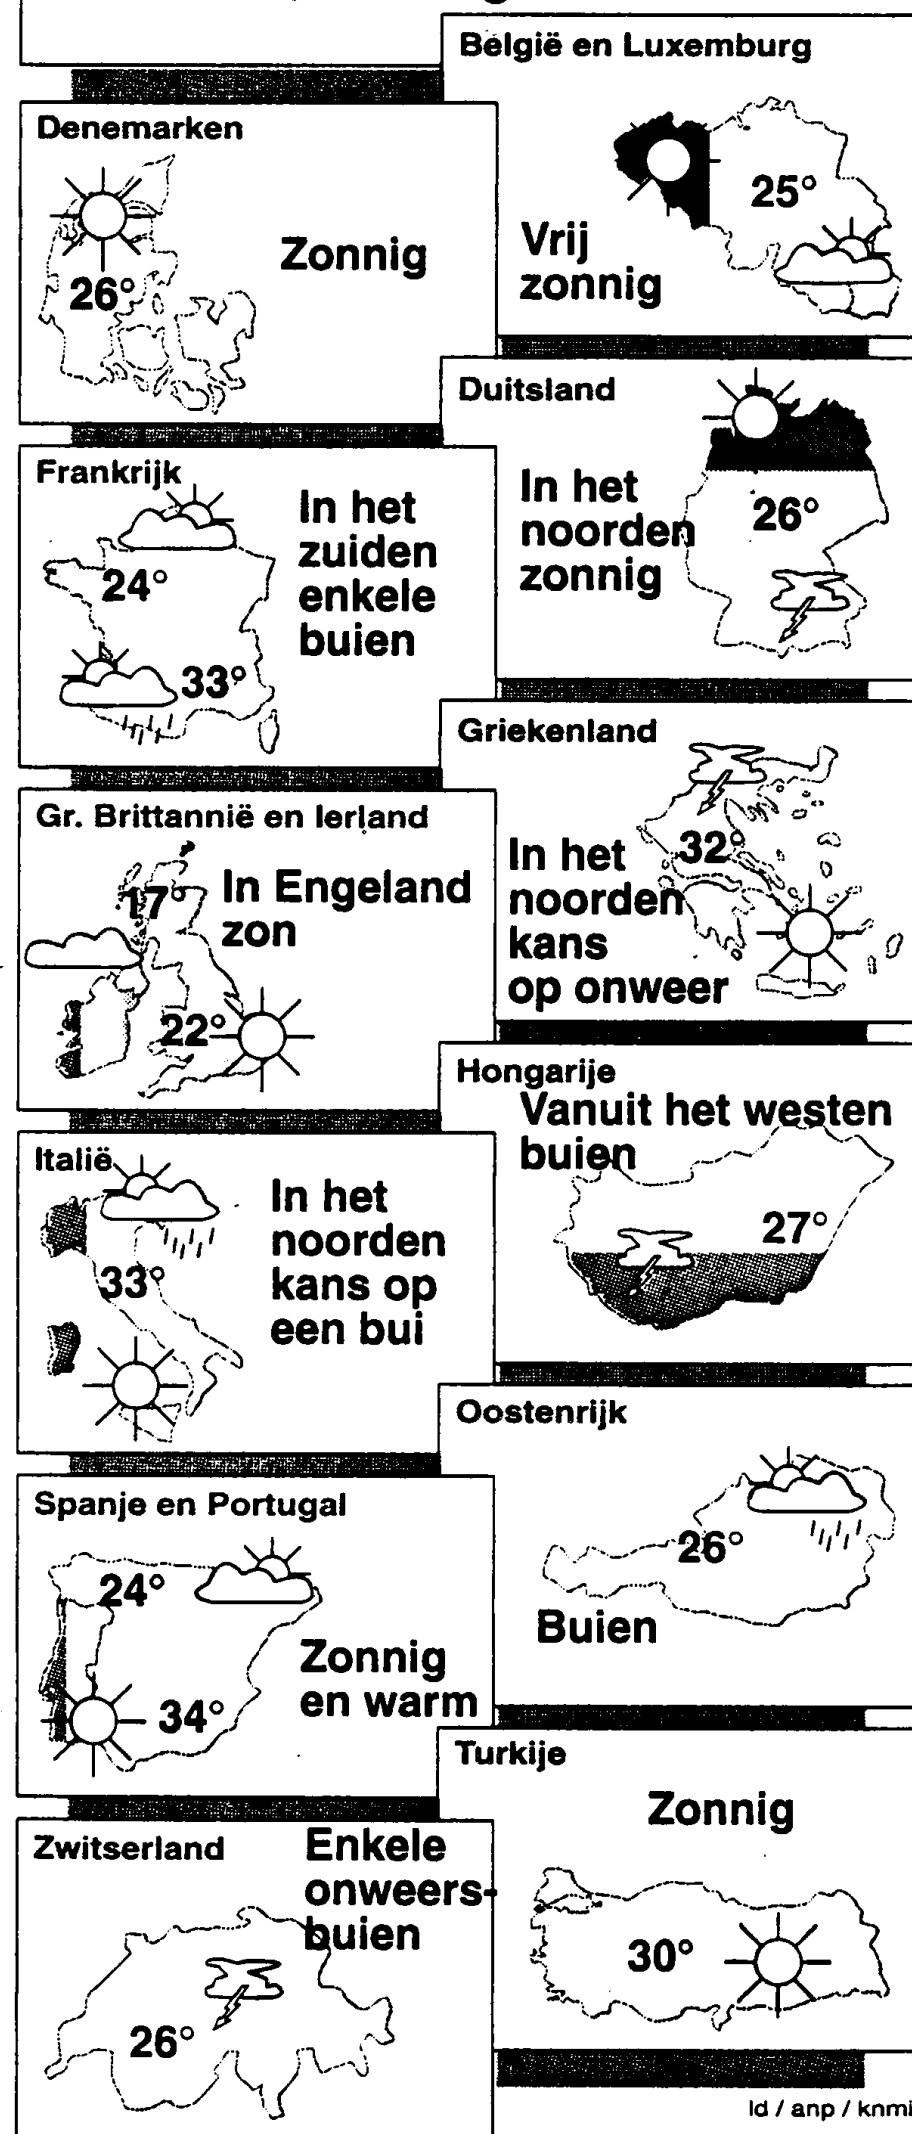 België en Luxemburg
25°
Vrij
zonnig
Denemarken
Zonnig
26°
Duitsland
In het
noorden
zonnig
26°
Frankrijk
In het
zuiden
enkele
buien
24°
33°
Griekenland
32°
In het
noorden
kans
op onweer
Gr. Brittannië en Ierland
17°
In Engeland
zon
22°
Hongarije
Vanuit het westen
buien
27°
Italië
In het
noorden
kans op
een bui
33°
Oostenrijk
26°
Buien
Spanje en Portugal
24°
Zonnig
en warm
34°
Turkije
Zonnig
30°
Zwitserland
Enkele
onweers-
buien
26°
ld / anp / knmi